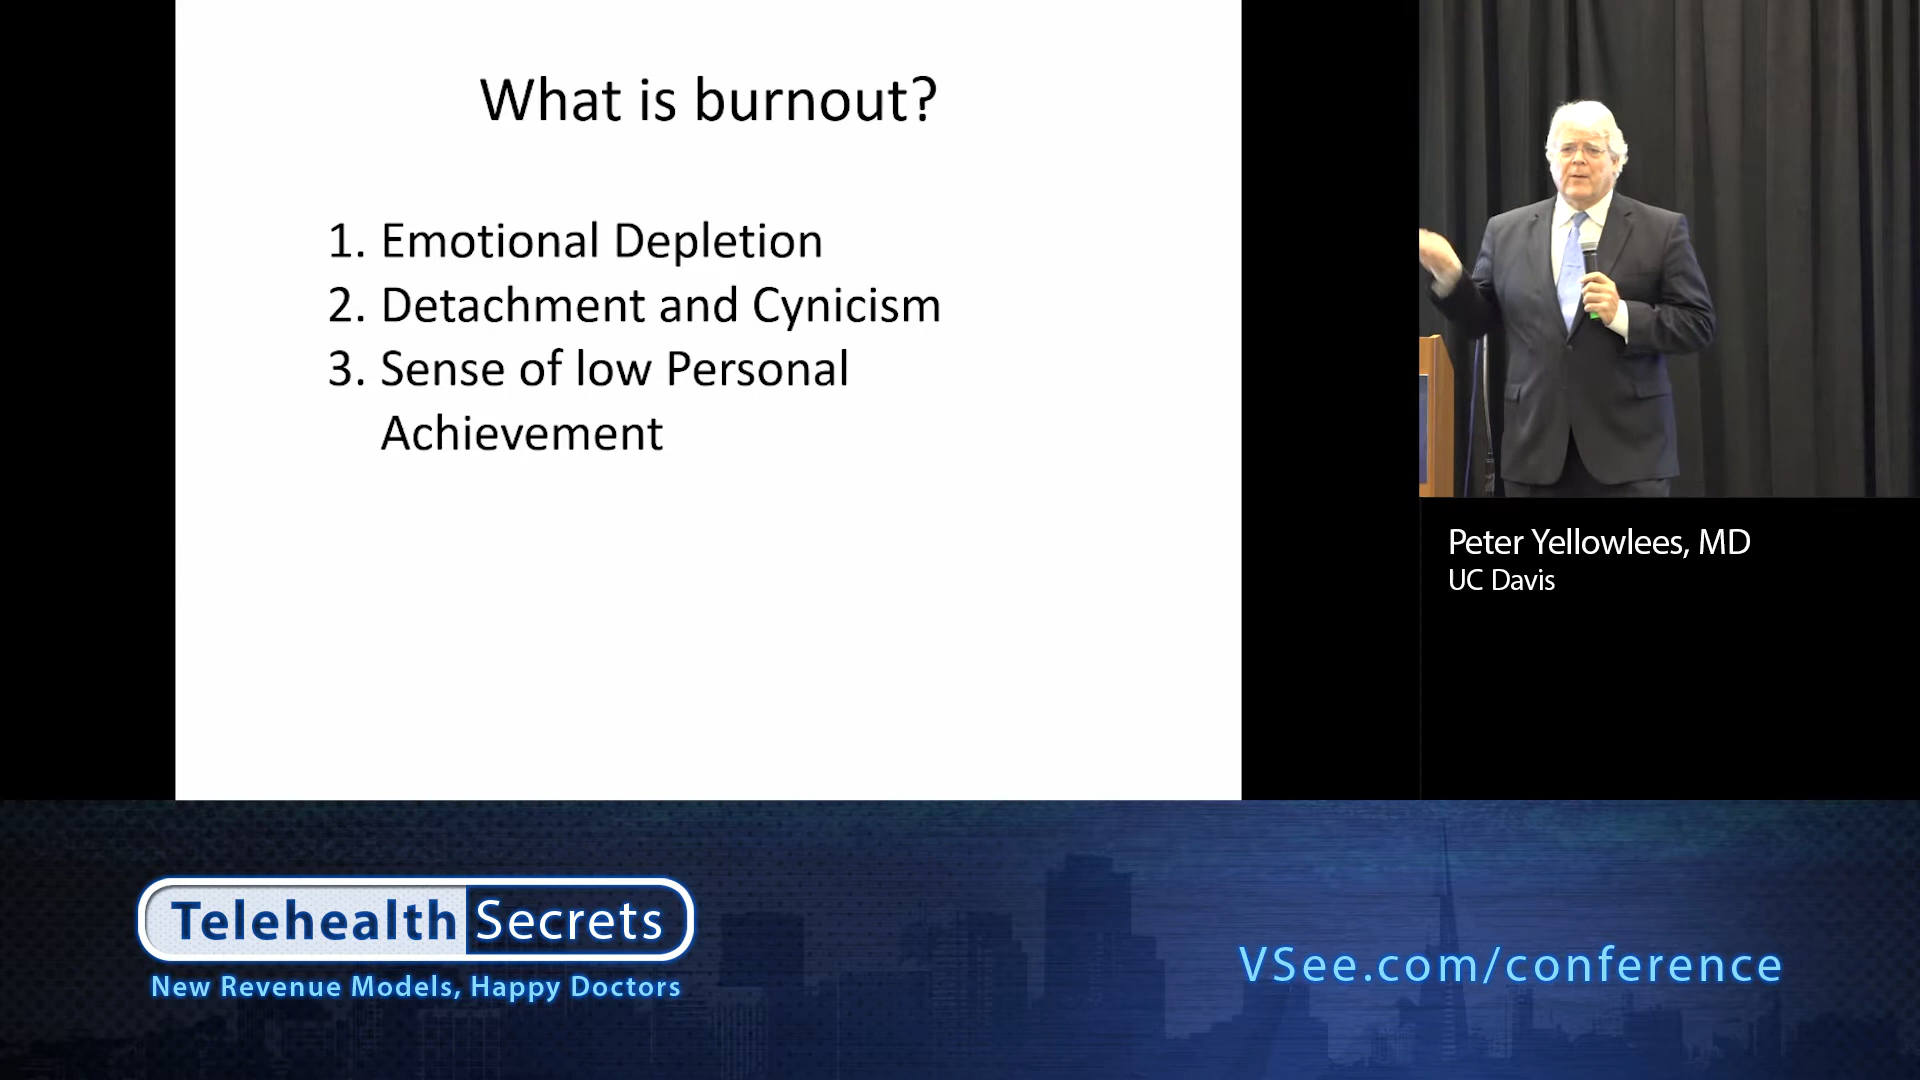 What is burnout?
1. Emotional Depletion
2. Detachment and Cynicism
3. Sense of low Personal
Achievement
Peter Yellowlees, MD
UC Davis
Telehealth Secrets
New Revenue Models, Happy Doctors
VSee.com/conference